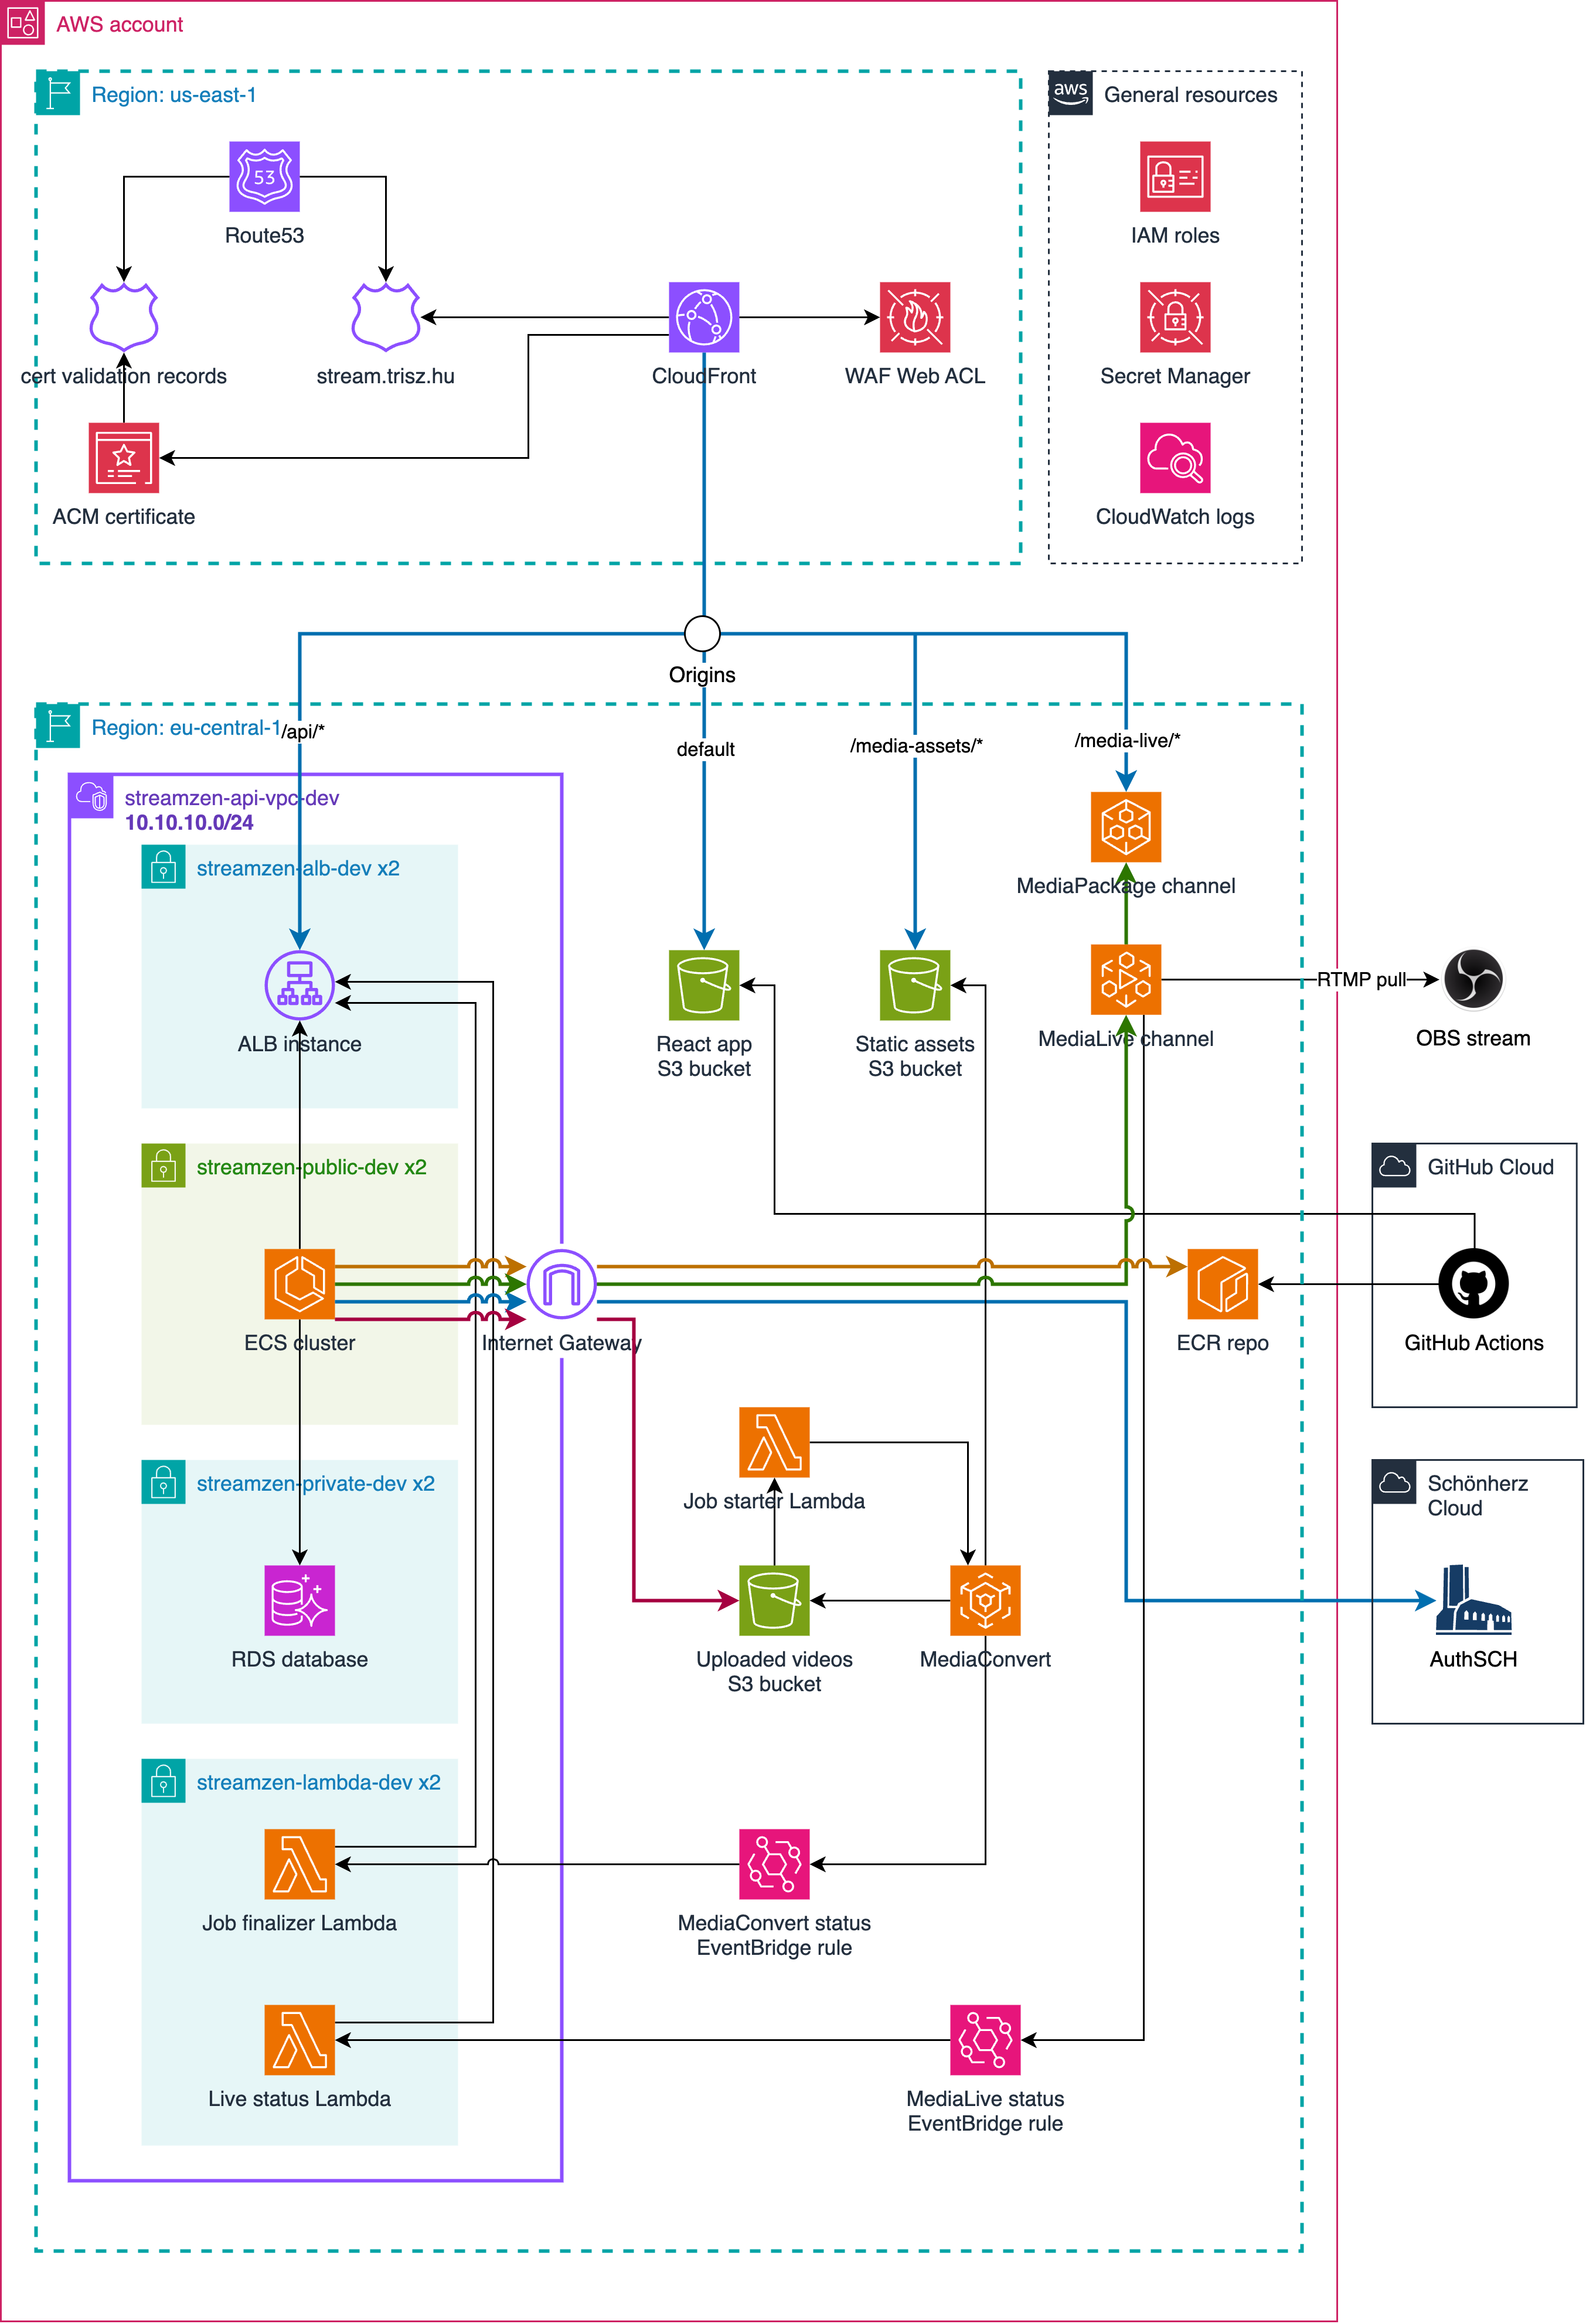 AWS account
Region: us-east-1
aws
General resources
53
Route53
IAM roles
cert validation records
stream.trisz.hu
CloudFront
WAF Web ACL
Secret Manager
ACM certificate
CloudWatch logs
Origins
Region: eu-central-1
/api/*
default
/media-assets/*
/media-live/*
streamzen-api-vpc-dev
10.10.10.0/24
streamzen-alb-dev x2
MediaPackage channel
ALB instance
React app
S3 bucket
Static assets
S3 bucket
MediaLive channel
RTMP pull
OBS stream
streamzen-public-dev x2
GitHub Cloud
ECS cluster
Internet Gateway
ECR repo
GitHub Actions
streamzen-private-dev x2
Job starter Lambda
Schönherz
Cloud
RDS database
Uploaded videos
S3 bucket
MediaConvert
AuthSCH
streamzen-lambda-dev x2
Job finalizer Lambda
MediaConvert status
EventBridge rule
Live status Lambda
MediaLive status
EventBridge rule